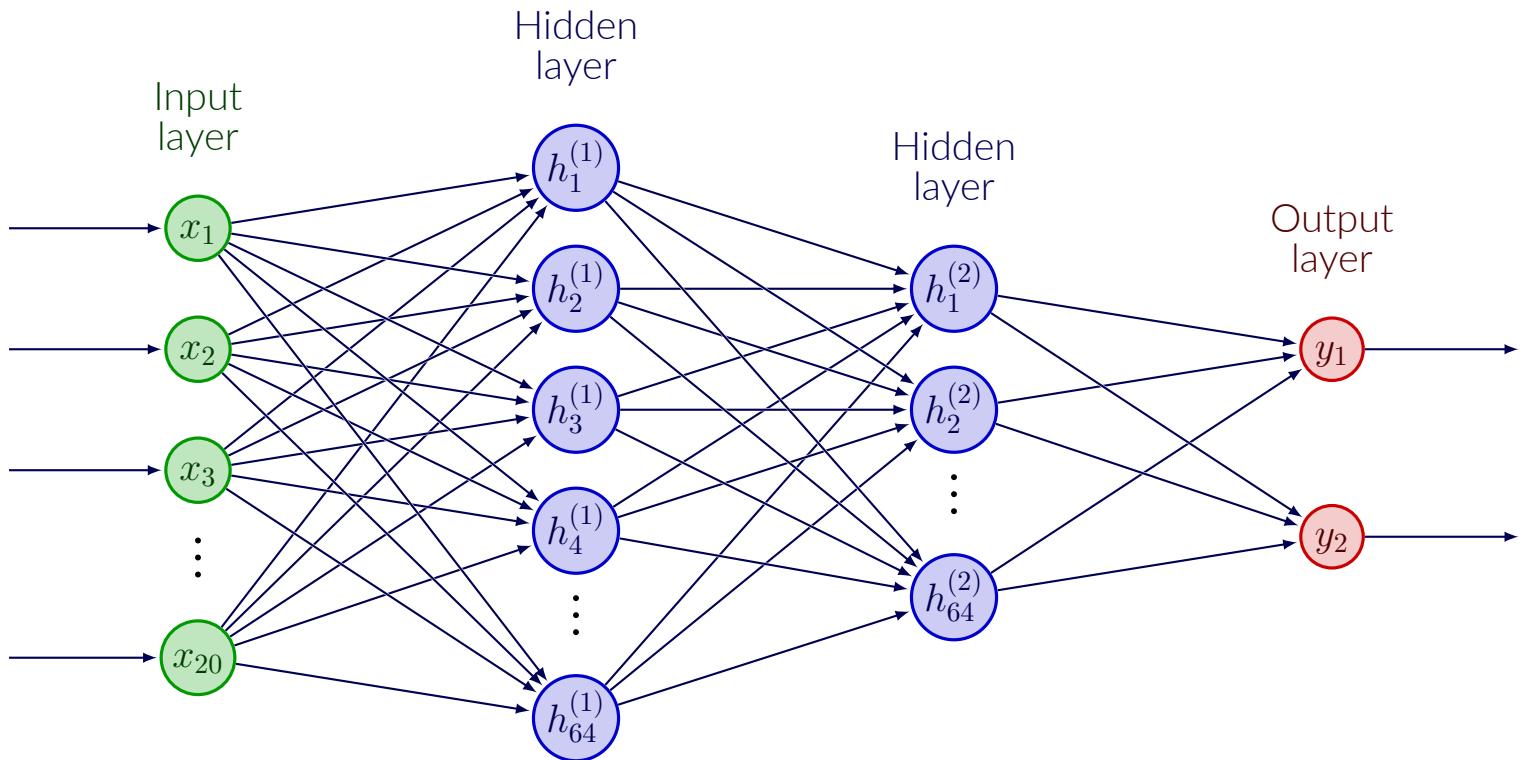 Hidden
layer
Input
layer
Hidden
layer
Output
layer
x₁
x₂
x₃
⋮
x₂₀
h₁⁽¹⁾
h₂⁽¹⁾
h₃⁽¹⁾
h₄⁽¹⁾
⋮
h₆₄⁽¹⁾
h₁⁽²⁾
h₂⁽²⁾
⋮
h₆₄⁽²⁾
y₁
y₂